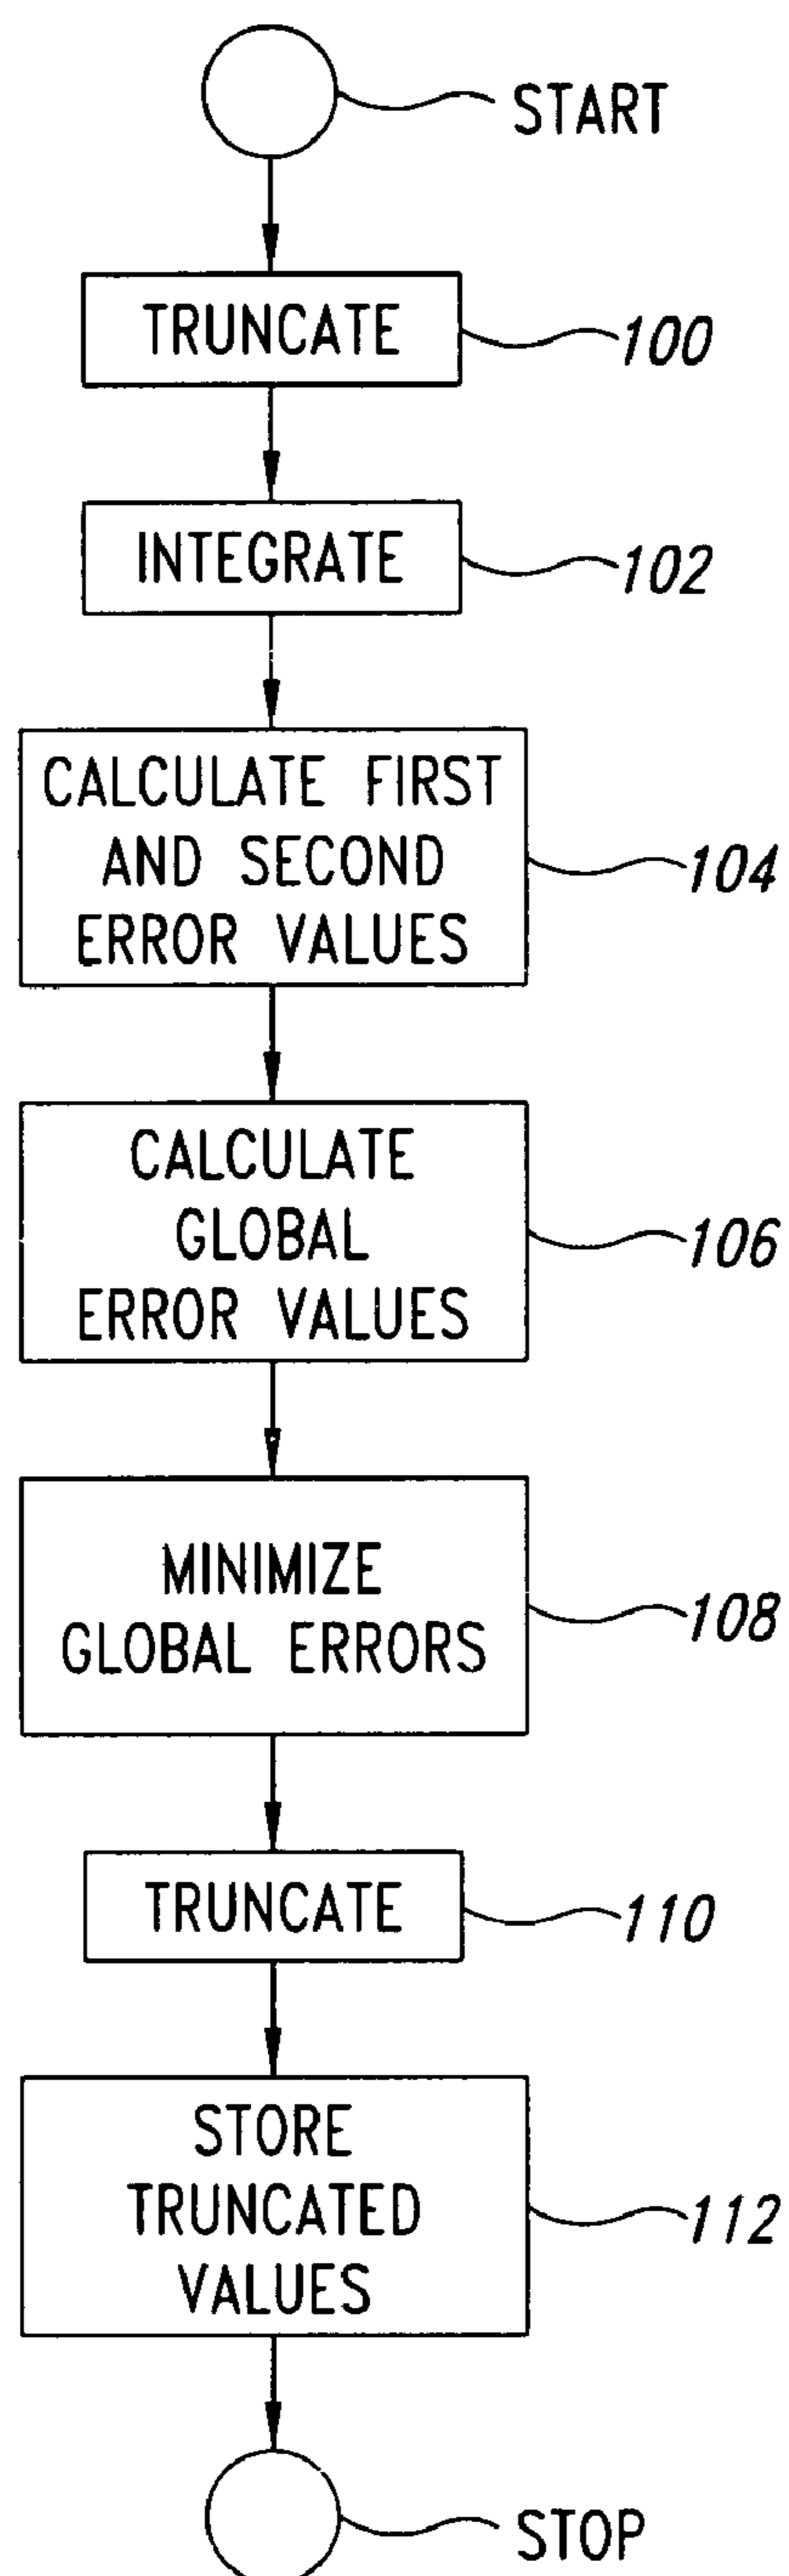 START
TRUNCATE
100
INTEGRATE
102
CALCULATE FIRST
AND SECOND
ERROR VALUES
104
CALCULATE
GLOBAL
ERROR VALUES
106
MINIMIZE
GLOBAL ERRORS
108
TRUNCATE
110
STORE
TRUNCATED
VALUES
112
STOP